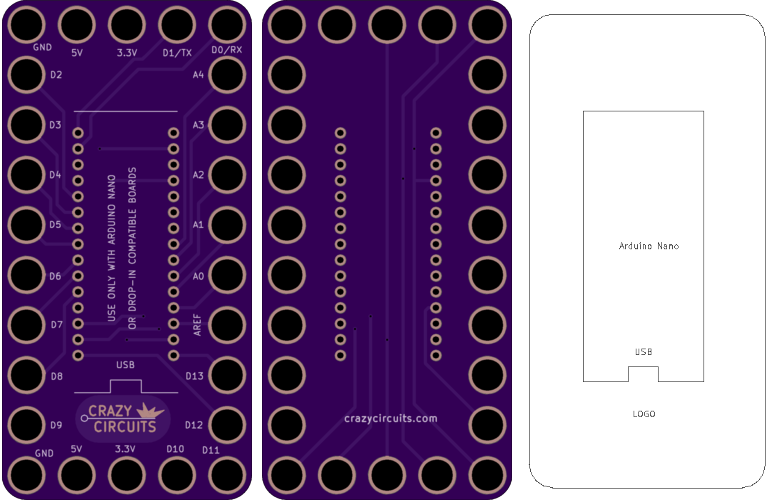 GND 5V 3.3V D1/TX D0/RX
D2 A4
D3 A3
D4 A2
D5 A1
D6 A0
D7 AREF
USE ONLY WITH ARDUINO NANO
OR DROP-IN COMPATIBLE BOARDS
USB
D8 D13
CRAZY
CIRCUITS
D9 D12
GND 5V 3.3V D10 D11
crazycircuits.com
Arduino Nano
USB
LOGO